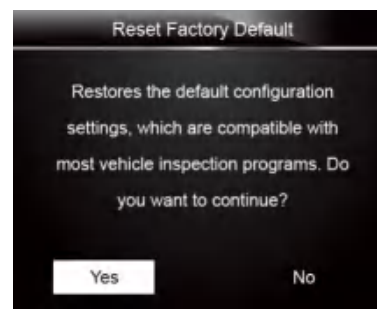 Reset Factory Default
Restores the default configuration
settings, which are compatible with
most vehicle inspection programs. Do
you want to continue?
Yes No